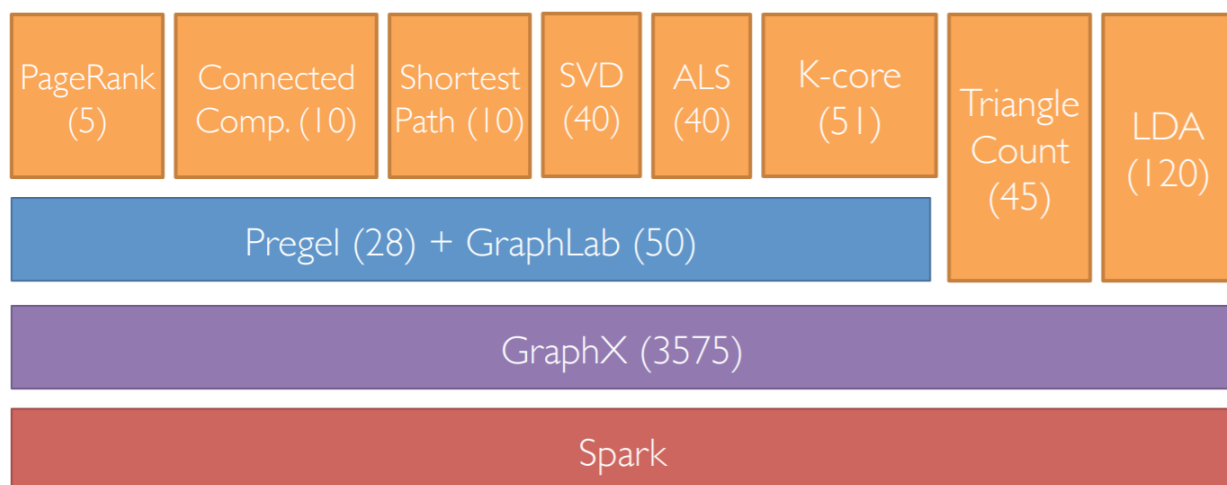 PageRank
(5)
Connected
Comp. (10)
Shortest
Path (10)
SVD
(40)
ALS
(40)
K-core
(51)
Triangle
Count
(45)
LDA
(120)
Pregel (28) + GraphLab (50)
GraphX (3575)
Spark